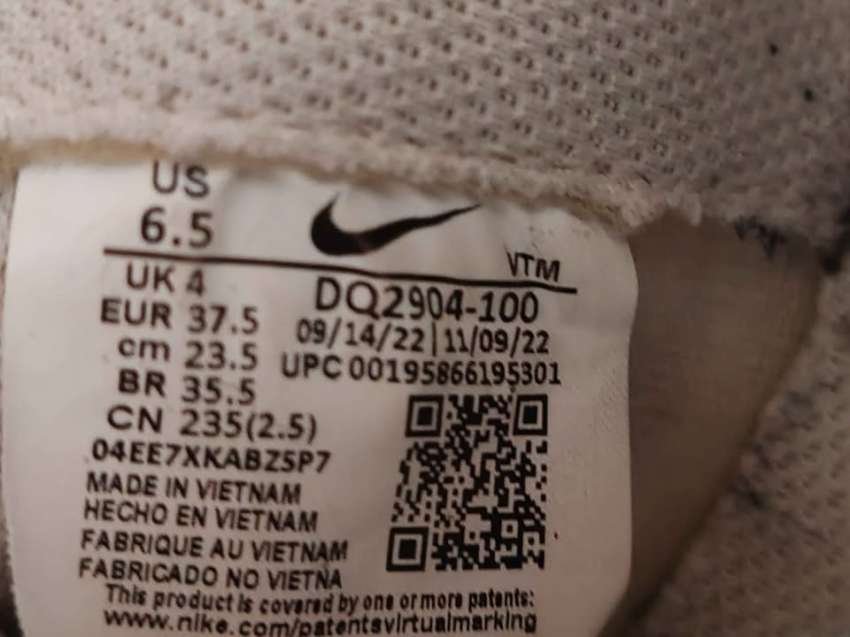 US
6.5
VTM
UK 4
EUR 37.5
cm 23.5
BR 35.5
CN 235(2.5)
DQ2904-100
09/14/22|11/09/22
UPC 00195866195301
04EE7XKABZ5P7
MADE IN VIETNAM
HECHO EN VIETNAM
FABRIQUE AU VIETNAM
FABRICADO NO VIETNA
This product is covered by one or more patents:
www.nike.com/patentsvirtualmarking